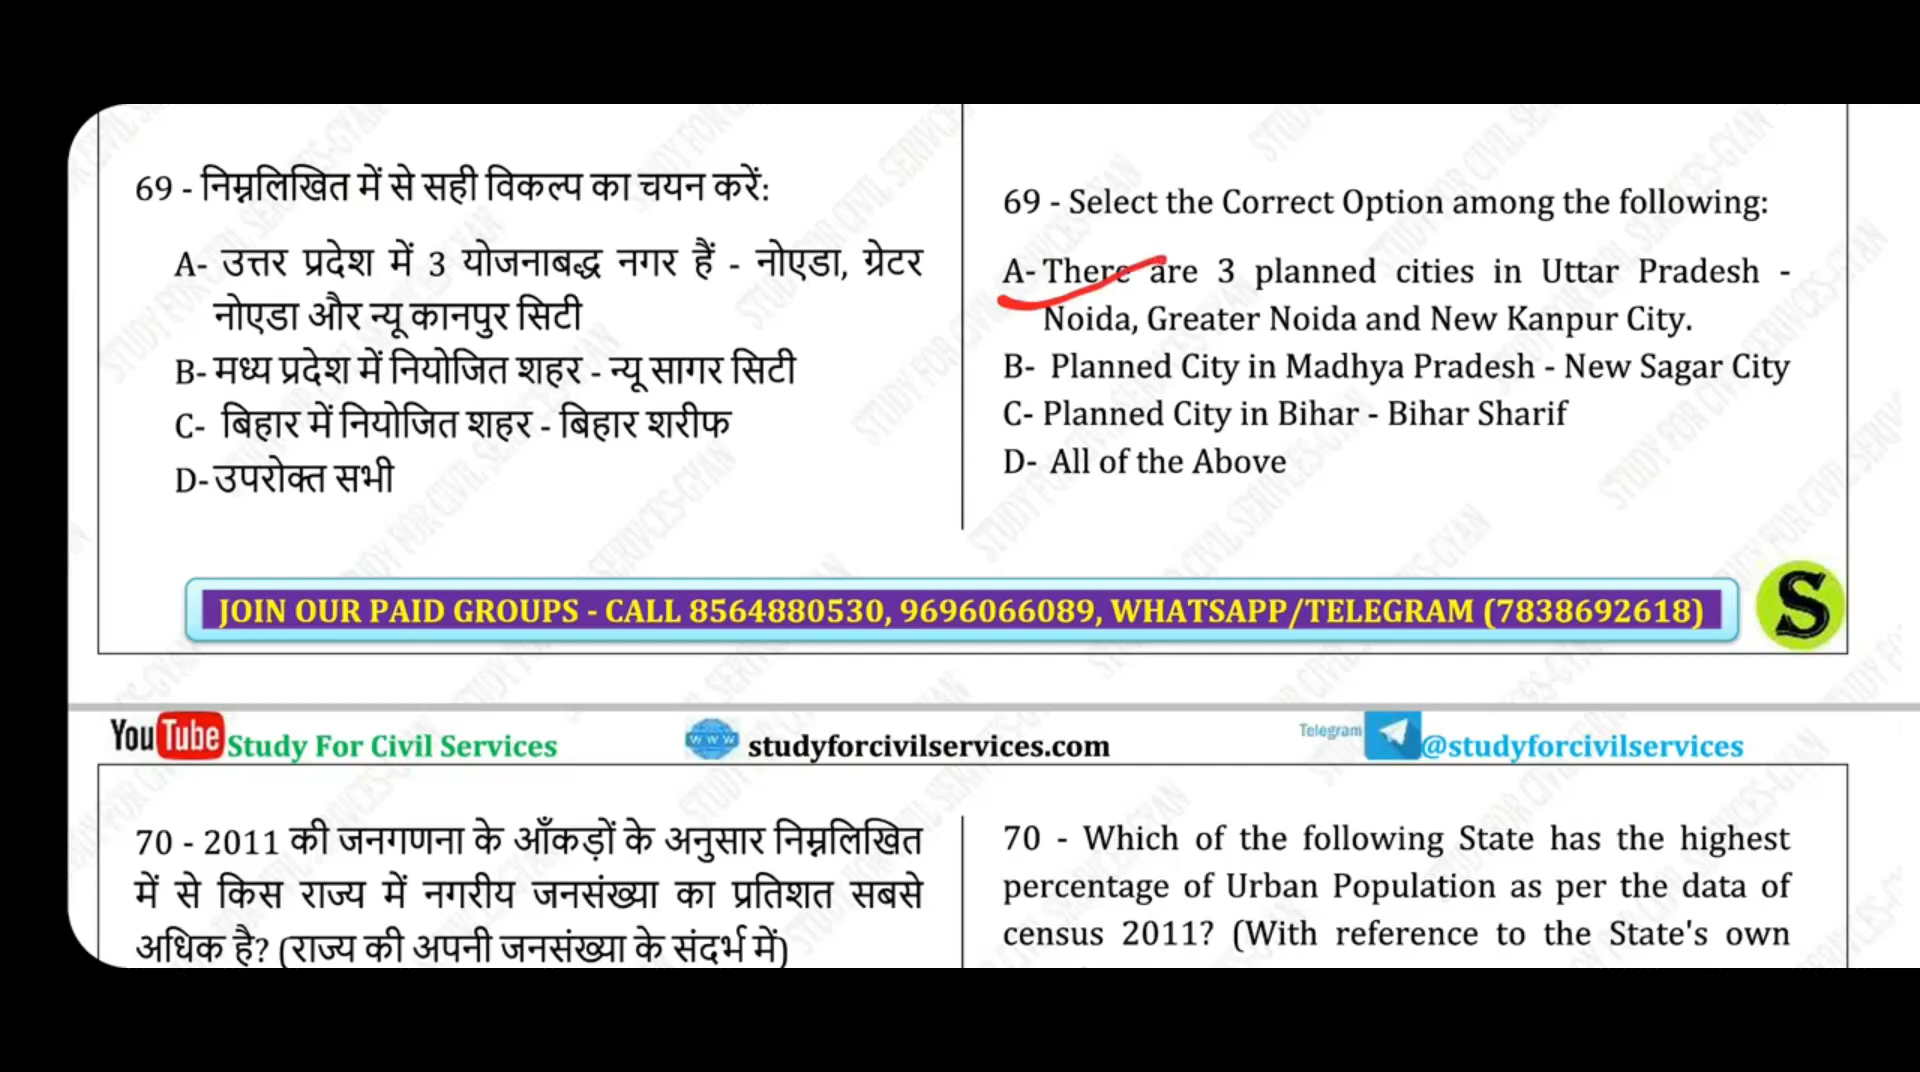 69 - निम्नलिखित में से सही विकल्प का चयन करें:
A- उत्तर प्रदेश में 3 योजनाबद्ध नगर हैं - नोएडा, ग्रेटर
नोएडा और न्यू कानपुर सिटी
B- मध्य प्रदेश में नियोजित शहर - न्यू सागर सिटी
C- बिहार में नियोजित शहर - बिहार शरीफ
D- उपरोक्त सभी
69 - Select the Correct Option among the following:
A- There are 3 planned cities in Uttar Pradesh -
Noida, Greater Noida and New Kanpur City.
B- Planned City in Madhya Pradesh - New Sagar City
C- Planned City in Bihar - Bihar Sharif
D- All of the Above
JOIN OUR PAID GROUPS - CALL 8564880530, 9696066089, WHATSAPP/TELEGRAM (7838692618)
S
YouTube Study For Civil Services
WWW studyforcivilservices.com
Telegram @studyforcivilservices
70 - 2011 की जनगणना के आँकड़ों के अनुसार निम्नलिखित
में से किस राज्य में नगरीय जनसंख्या का प्रतिशत सबसे
अधिक है? (राज्य की अपनी जनसंख्या के संदर्भ में)
70 - Which of the following State has the highest
percentage of Urban Population as per the data of
census 2011? (With reference to the State's own
STUDY FOR CIVIL SERIVCES-GYAN